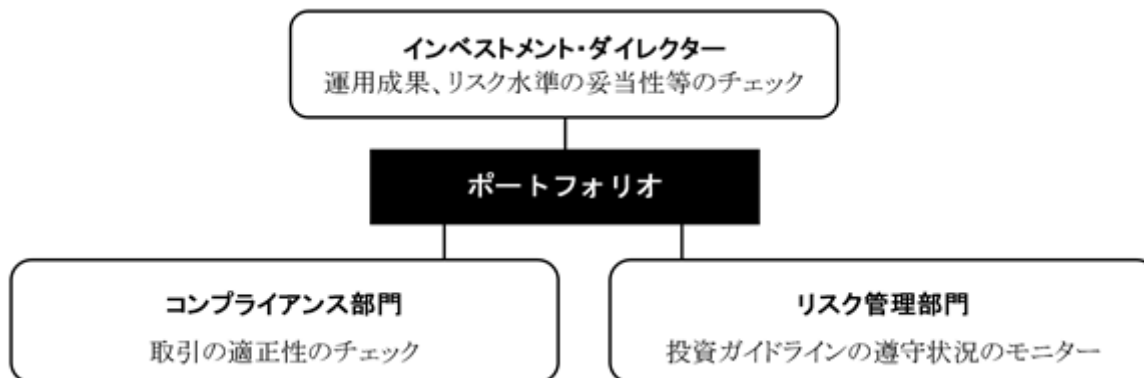 インベストメント・ダイレクター
運用成果、リスク水準の妥当性等のチェック
ポートフォリオ
コンプライアンス部門
取引の適正性のチェック
リスク管理部門
投資ガイドラインの遵守状況のモニター